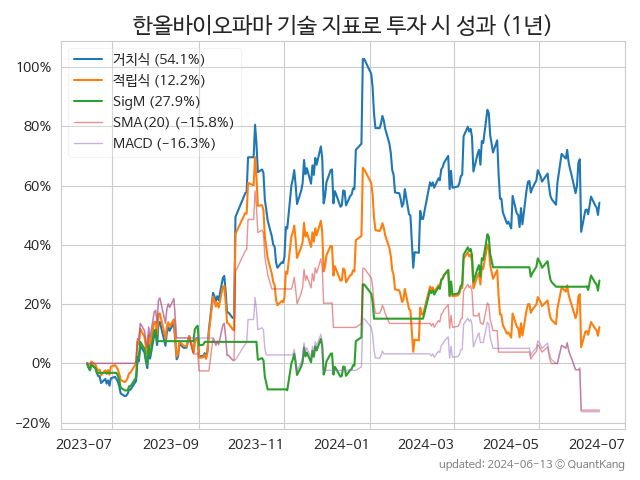 한올바이오파마 기술 지표로 투자 시 성과 (1년)
거치식 (54.1%)
적립식 (12.2%)
SigM (27.9%)
SMA(20) (−15.8%)
MACD (−16.3%)
100%
80%
60%
40%
20%
0%
−20%
2023-07 2023-09 2023-11 2024-01 2024-03 2024-05 2024-07
updated: 2024-06-13 © QuantKang